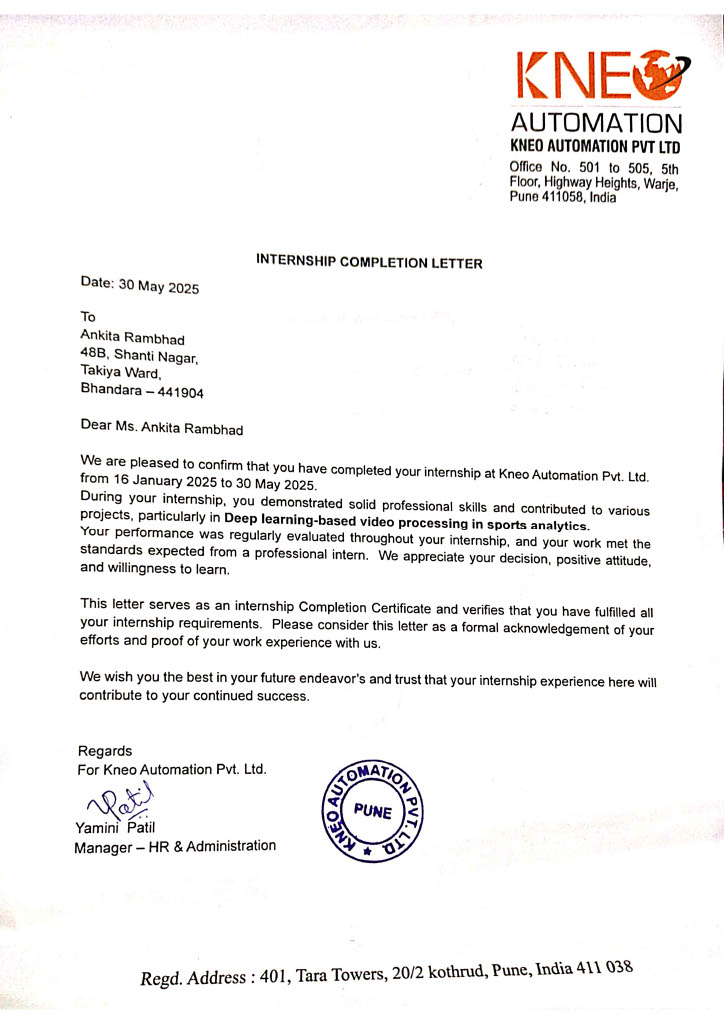 KNEO
AUTOMATION
KNEO AUTOMATION PVT LTD
Office No. 501 to 505, 5th
Floor, Highway Heights, Warje,
Pune 411058, India
INTERNSHIP COMPLETION LETTER
Date: 30 May 2025
To
Ankita Rambhad
48B, Shanti Nagar,
Takiya Ward,
Bhandara – 441904
Dear Ms. Ankita Rambhad
We are pleased to confirm that you have completed your internship at Kneo Automation Pvt. Ltd.
from 16 January 2025 to 30 May 2025.
During your internship, you demonstrated solid professional skills and contributed to various
projects, particularly in Deep learning-based video processing in sports analytics.
Your performance was regularly evaluated throughout your internship, and your work met the
standards expected from a professional intern. We appreciate your decision, positive attitude,
and willingness to learn.
This letter serves as an internship Completion Certificate and verifies that you have fulfilled all
your internship requirements. Please consider this letter as a formal acknowledgement of your
efforts and proof of your work experience with us.
We wish you the best in your future endeavor's and trust that your internship experience here will
contribute to your continued success.
Regards
For Kneo Automation Pvt. Ltd.
YPatil
Yamini Patil
Manager – HR & Administration
KNEO AUTOMATION PVT. LTD.
PUNE
Regd. Address : 401, Tara Towers, 20/2 kothrud, Pune, India 411 038